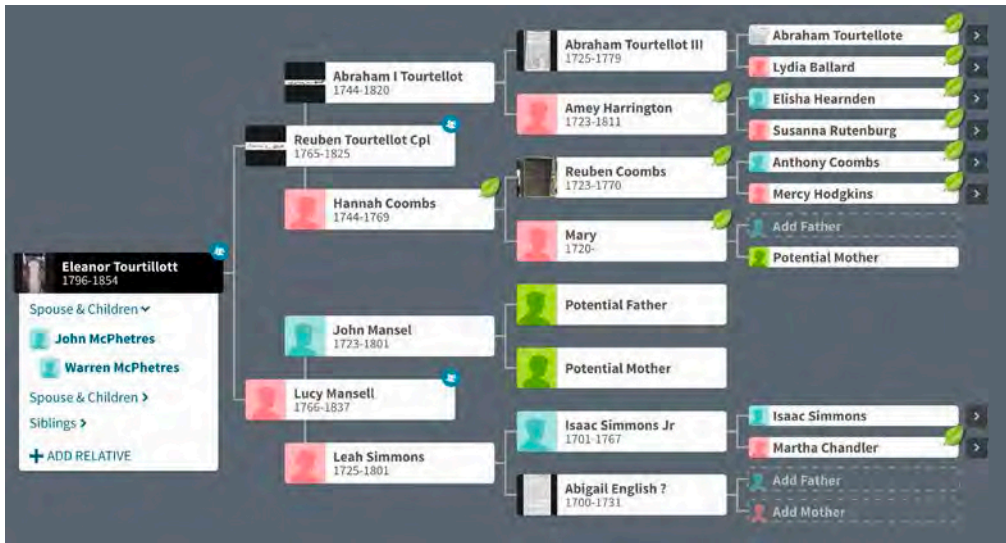 Eleanor Tourtillott
1796-1854
Spouse & Children
John McPhetres
Warren McPhetres
Spouse & Children
Siblings
ADD RELATIVE
Reuben Tourtellot Cpl
1765-1825
Lucy Mansell
1766-1837
Abraham I Tourtellot
1744-1820
Hannah Coombs
1744-1769
John Mansel
1723-1801
Leah Simmons
1725-1801
Abraham Tourtellot III
1725-1779
Amey Harrington
1723-1811
Reuben Coombs
1723-1770
Mary
1720-
Potential Father
Potential Mother
Isaac Simmons Jr
1701-1767
Abigail English ?
1700-1731
Abraham Tourtellote
Lydia Ballard
Elisha Hearnden
Susanna Rutenburg
Anthony Coombs
Mercy Hodgkins
Add Father
Potential Mother
Isaac Simmons
Martha Chandler
Add Father
Add Mother